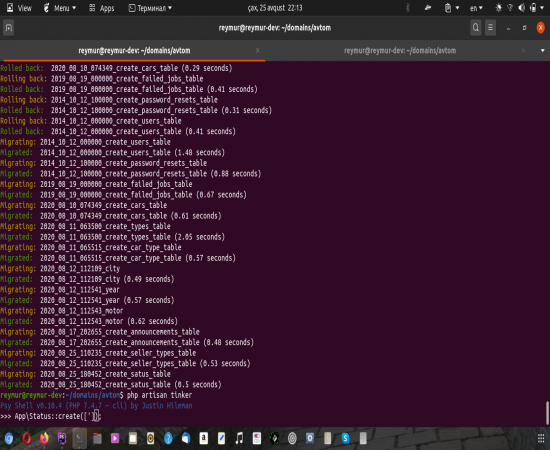 View Menu Apps Терминал çəx, 25 avqust 22:13 en
reymur@reymur-dev: ~/domains/avtom
reymur@reymur-dev: ~/domains/avtom × reymur@reymur-dev: ~/domains/avtom ×
Rolled back: 2020_08_10_074349_create_cars_table (0.29 seconds)
Rolling back: 2019_08_19_000000_create_failed_jobs_table
Rolled back: 2019_08_19_000000_create_failed_jobs_table (0.41 seconds)
Rolling back: 2014_10_12_100000_create_password_resets_table
Rolled back: 2014_10_12_100000_create_password_resets_table (0.31 seconds)
Rolling back: 2014_10_12_000000_create_users_table
Rolled back: 2014_10_12_000000_create_users_table (0.41 seconds)
Migrating: 2014_10_12_000000_create_users_table
Migrated: 2014_10_12_000000_create_users_table (1.48 seconds)
Migrating: 2014_10_12_100000_create_password_resets_table
Migrated: 2014_10_12_100000_create_password_resets_table (0.88 seconds)
Migrating: 2019_08_19_000000_create_failed_jobs_table
Migrated: 2019_08_19_000000_create_failed_jobs_table (0.67 seconds)
Migrating: 2020_08_10_074349_create_cars_table
Migrated: 2020_08_10_074349_create_cars_table (0.61 seconds)
Migrating: 2020_08_11_063500_create_types_table
Migrated: 2020_08_11_063500_create_types_table (2.05 seconds)
Migrating: 2020_08_11_065515_create_car_type_table
Migrated: 2020_08_11_065515_create_car_type_table (0.57 seconds)
Migrating: 2020_08_12_112109_city
Migrated: 2020_08_12_112109_city (0.49 seconds)
Migrating: 2020_08_12_112541_year
Migrated: 2020_08_12_112541_year (0.57 seconds)
Migrating: 2020_08_12_112543_motor
Migrated: 2020_08_12_112543_motor (0.62 seconds)
Migrating: 2020_08_17_202655_create_announcements_table
Migrated: 2020_08_17_202655_create_announcements_table (0.48 seconds)
Migrating: 2020_08_25_110235_create_seller_types_table
Migrated: 2020_08_25_110235_create_seller_types_table (0.53 seconds)
Migrating: 2020_08_25_180452_create_satus_table
Migrated: 2020_08_25_180452_create_satus_table (0.5 seconds)
reymur@reymur-dev:~/domains/avtom$ php artisan tinker
Psy Shell v0.10.4 (PHP 7.4.7 — cli) by Justin Hileman
>>> App\Status::create(['']);